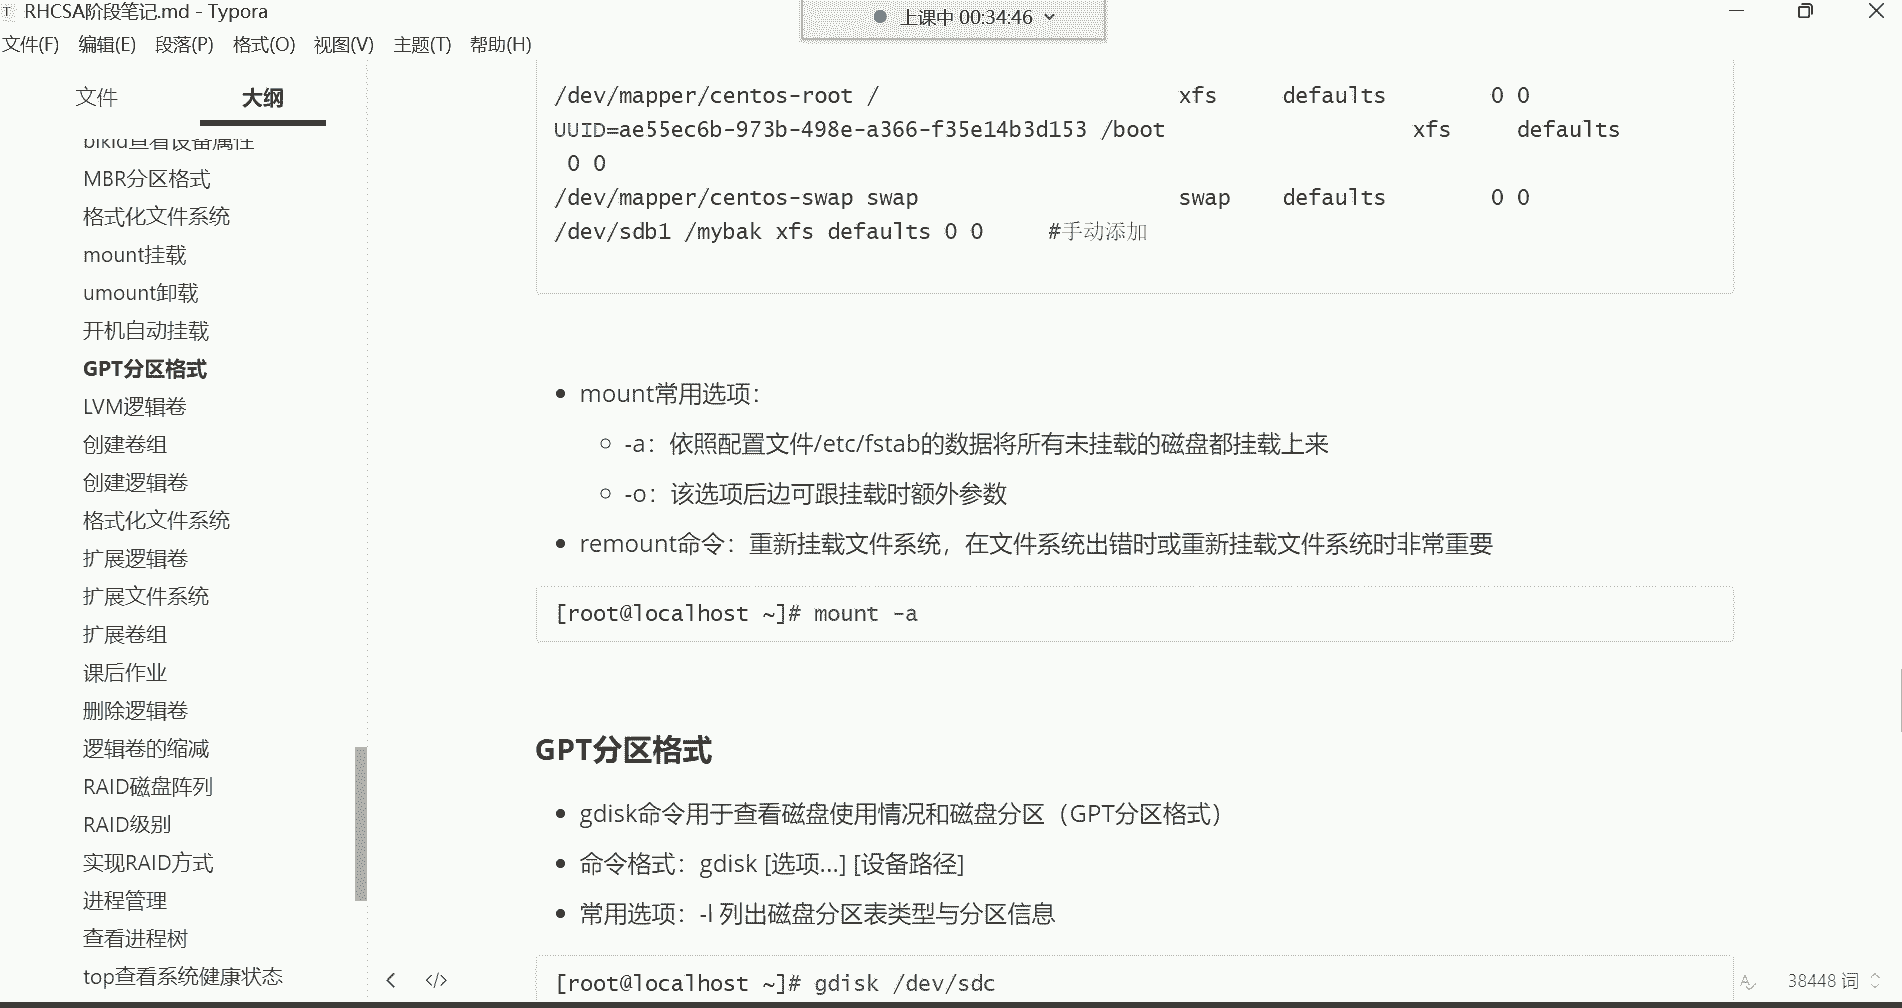 RHCSA阶段笔记.md - Typora
上课中 00:34:46
文件(F) 编辑(E) 段落(P) 格式(O) 视图(V) 主题(T) 帮助(H)
文件 大纲
blkid查看设备属性
MBR分区格式
格式化文件系统
mount挂载
umount卸载
开机自动挂载
GPT分区格式
LVM逻辑卷
创建卷组
创建逻辑卷
格式化文件系统
扩展逻辑卷
扩展文件系统
扩展卷组
课后作业
删除逻辑卷
逻辑卷的缩减
RAID磁盘阵列
RAID级别
实现RAID方式
进程管理
查看进程树
top查看系统健康状态
/dev/mapper/centos-root / xfs defaults 0 0
UUID=ae55ec6b-973b-498e-a366-f35e14b3d153 /boot xfs defaults
0 0
/dev/mapper/centos-swap swap swap defaults 0 0
/dev/sdb1 /mybak xfs defaults 0 0 #手动添加
mount常用选项：
-a：依照配置文件/etc/fstab的数据将所有未挂载的磁盘都挂载上来
-o：该选项后边可跟挂载时额外参数
remount命令：重新挂载文件系统，在文件系统出错时或重新挂载文件系统时非常重要
[root@localhost ~]# mount -a
GPT分区格式
gdisk命令用于查看磁盘使用情况和磁盘分区（GPT分区格式）
命令格式：gdisk [选项...] [设备路径]
常用选项：-l 列出磁盘分区表类型与分区信息
[root@localhost ~]# gdisk /dev/sdc
38448 词